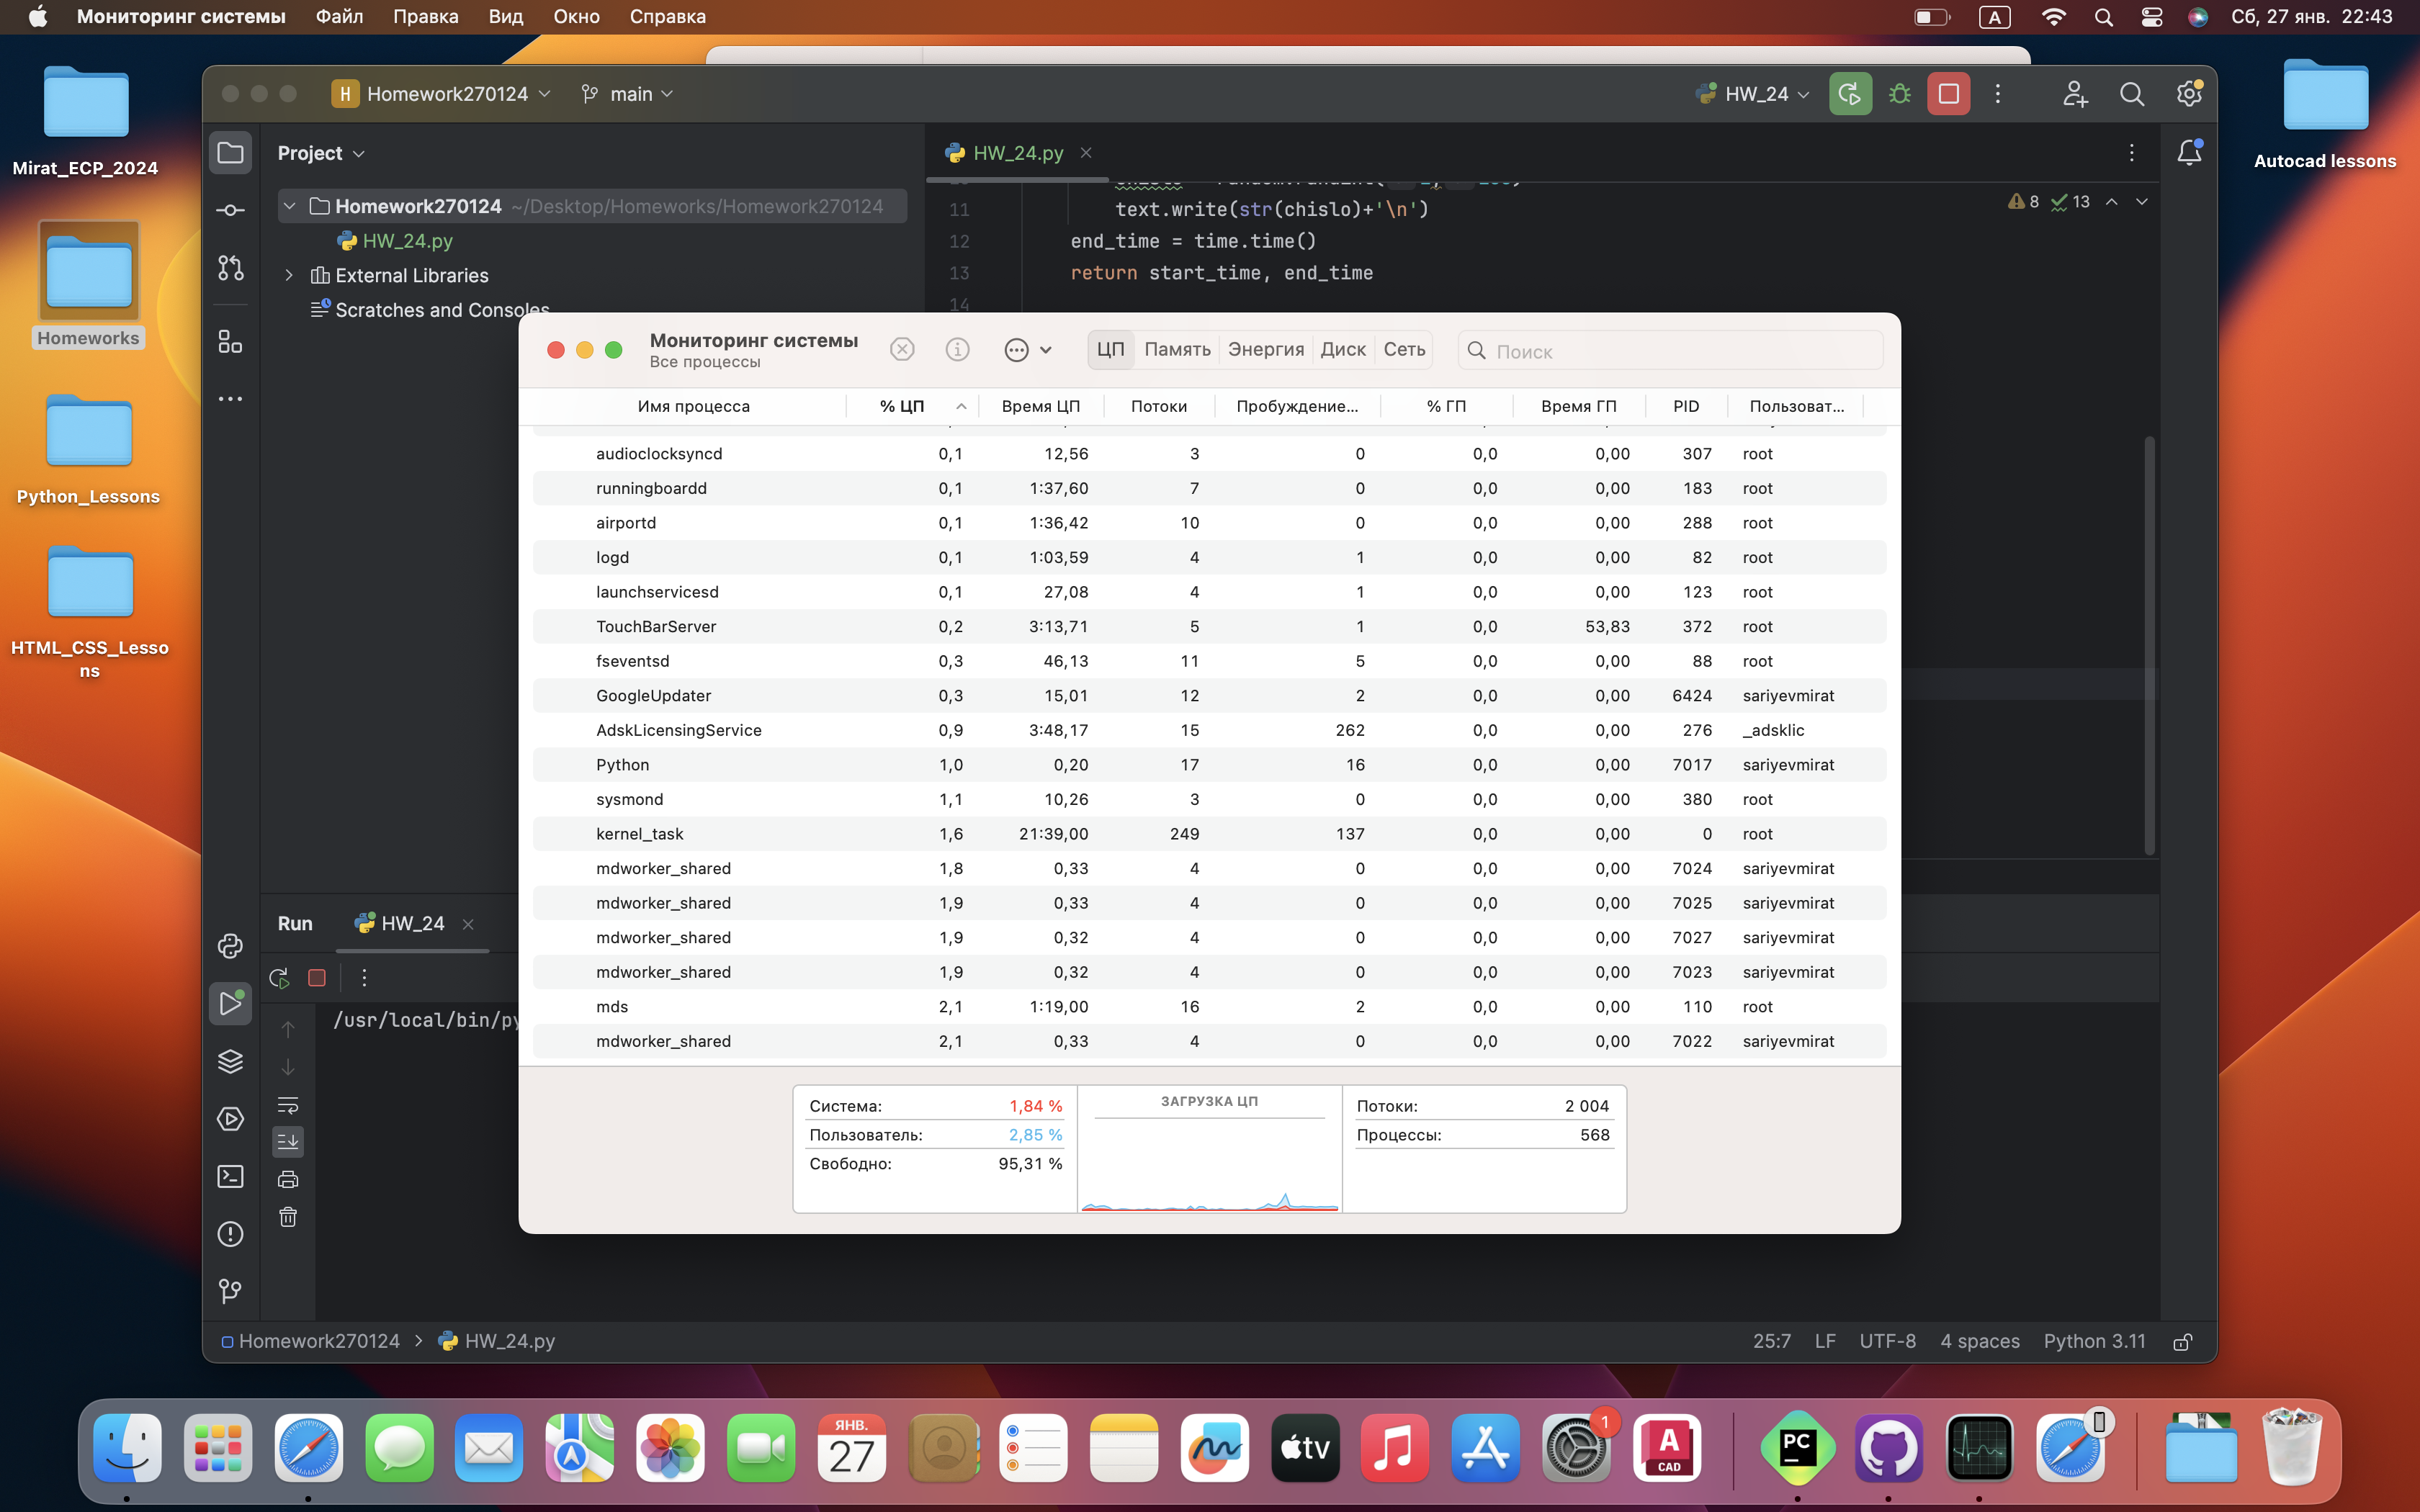 Мониторинг системы Файл Правка Вид Окно Справка
A Сб, 27 янв. 22:43
Mirat_ECP_2024
Homeworks
Python_Lessons
HTML_CSS_Lesso
ns
Autocad lessons
H Homework270124 main
HW_24
Project
HW_24.py
Homework270124 ~/Desktop/Homeworks/Homework270124
HW_24.py
External Libraries
Scratches and Consoles
8 13
11 text.write(str(chislo)+'\n')
12 end_time = time.time()
13 return start_time, end_time
14
Мониторинг системы
Все процессы
ЦП Память Энергия Диск Сеть
Поиск
Имя процесса % ЦП Время ЦП Потоки Пробуждение... % ГП Время ГП PID Пользоват...
audioclocksyncd 0,1 12,56 3 0 0,0 0,00 307 root
runningboardd 0,1 1:37,60 7 0 0,0 0,00 183 root
airportd 0,1 1:36,42 10 0 0,0 0,00 288 root
logd 0,1 1:03,59 4 1 0,0 0,00 82 root
launchservicesd 0,1 27,08 4 1 0,0 0,00 123 root
TouchBarServer 0,2 3:13,71 5 1 0,0 53,83 372 root
fseventsd 0,3 46,13 11 5 0,0 0,00 88 root
GoogleUpdater 0,3 15,01 12 2 0,0 0,00 6424 sariyevmirat
AdskLicensingService 0,9 3:48,17 15 262 0,0 0,00 276 _adsklic
Python 1,0 0,20 17 16 0,0 0,00 7017 sariyevmirat
sysmond 1,1 10,26 3 0 0,0 0,00 380 root
kernel_task 1,6 21:39,00 249 137 0,0 0,00 0 root
mdworker_shared 1,8 0,33 4 0 0,0 0,00 7024 sariyevmirat
mdworker_shared 1,9 0,33 4 0 0,0 0,00 7025 sariyevmirat
mdworker_shared 1,9 0,32 4 0 0,0 0,00 7027 sariyevmirat
mdworker_shared 1,9 0,32 4 0 0,0 0,00 7023 sariyevmirat
mds 2,1 1:19,00 16 2 0,0 0,00 110 root
mdworker_shared 2,1 0,33 4 0 0,0 0,00 7022 sariyevmirat
Система: 1,84 %
Пользователь: 2,85 %
Свободно: 95,31 %
ЗАГРУЗКА ЦП
Потоки: 2 004
Процессы: 568
Run HW_24
/usr/local/bin/py
Homework270124 > HW_24.py
25:7 LF UTF-8 4 spaces Python 3.11
ЯНВ.
27
tv
1
A
CAD
PC